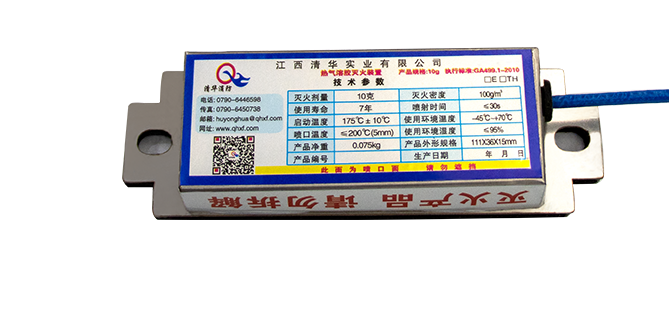 江西清华实业有限公司
热气溶胶灭火装置 产品规格:10g 执行标准:GA499.1-2010
技术参数 □E □TH
清华消防
电话: 0790-6446598
传真: 0790-6450738
邮箱: huyonghua@qhxf.com
网址: www.qhxf.com
灭火剂量 10克 灭火密度 100g/m³
使用寿命 7年 喷射时间 ≤30s
启动温度 175℃±10℃ 使用环境温度 -45℃~+70℃
喷口温度 ≤200℃(5mm) 使用环境湿度 ≤95%
产品净重 0.075kg 产品外形规格 111X36X15mm
产品编号 生产日期 年 月 日
此面为喷口面 请勿遮挡
灭火产品 请勿拆解